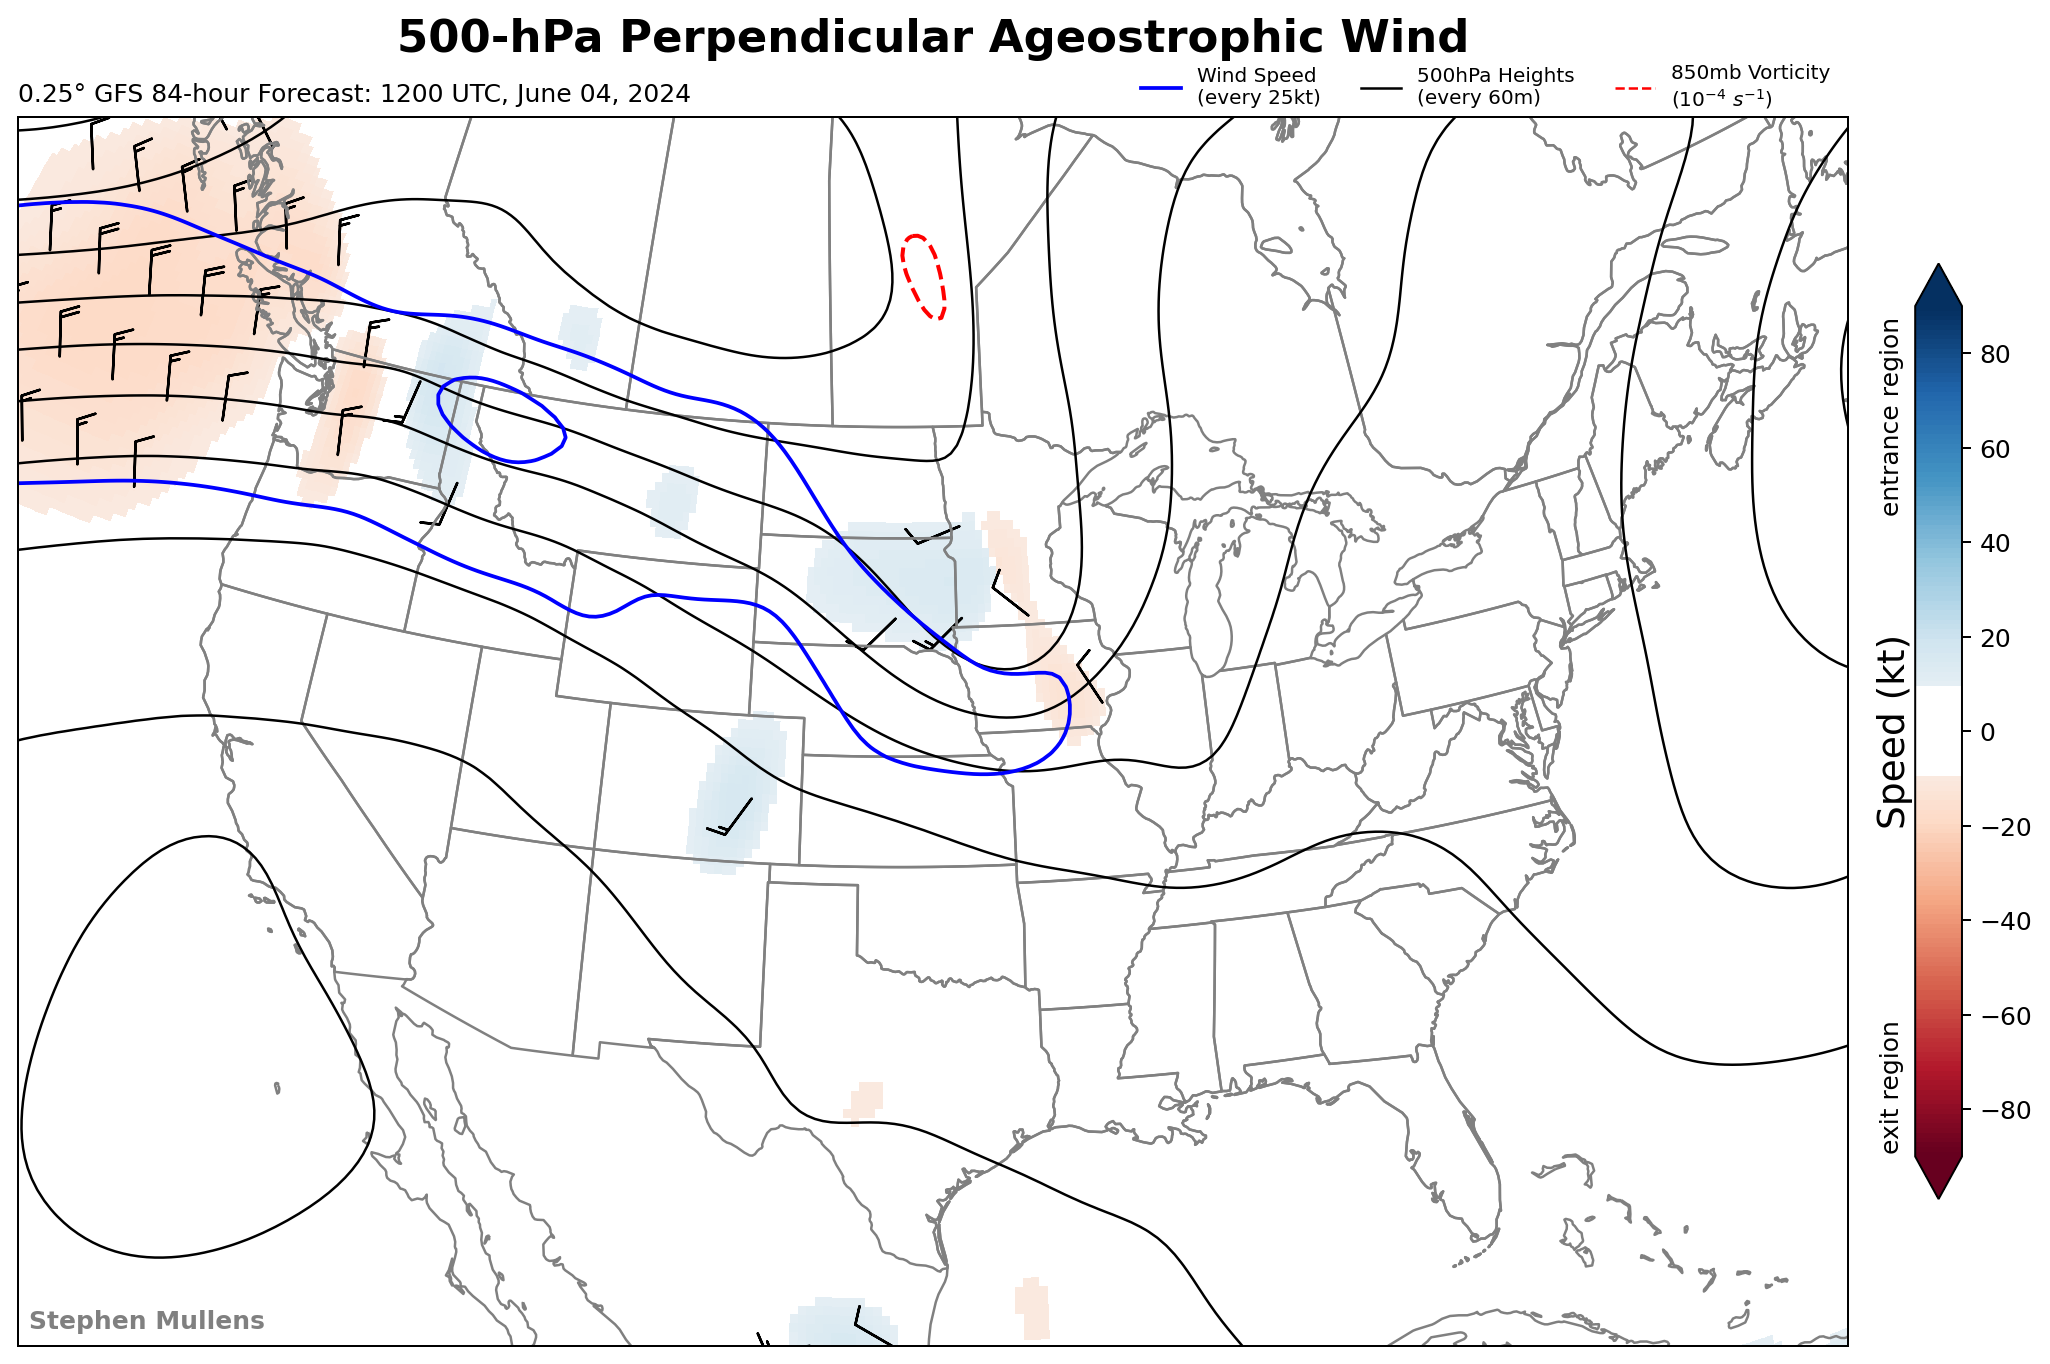 500-hPa Perpendicular Ageostrophic Wind
0.25° GFS 84-hour Forecast: 1200 UTC, June 04, 2024
Wind Speed
(every 25kt)
500hPa Heights
(every 60m)
850mb Vorticity
(10⁻⁴ s⁻¹)
entrance region
Speed (kt)
exit region
80
60
40
20
0
−20
−40
−60
−80
Stephen Mullens